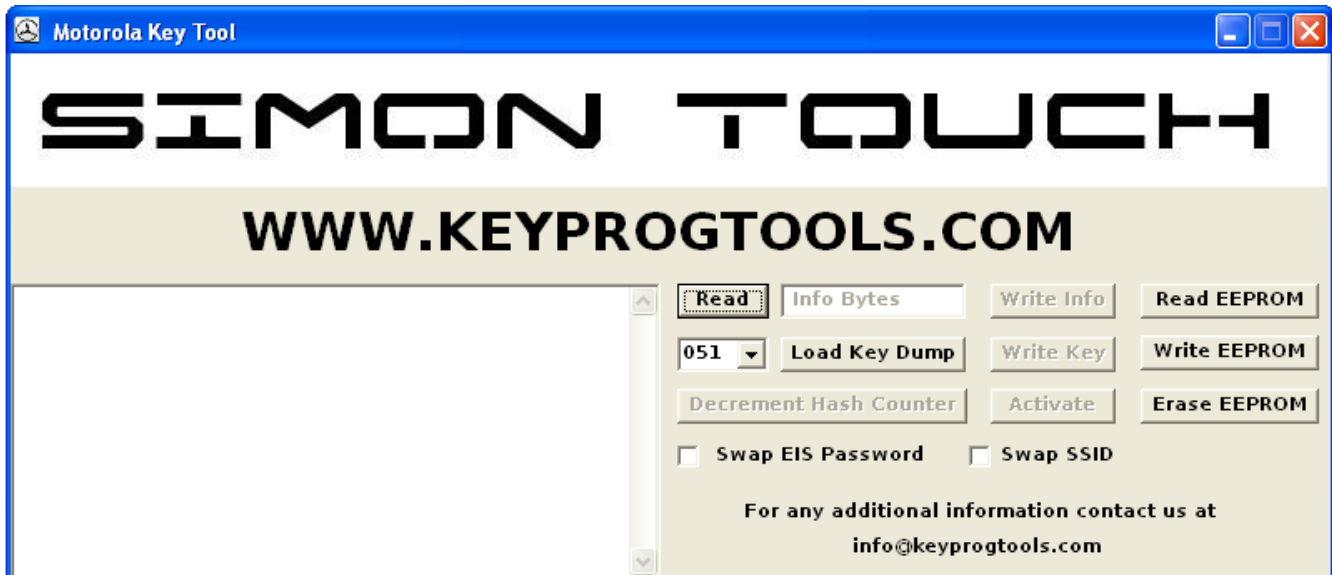 Motorola Key Tool
SIMON TOUCH
WWW.KEYPROGTOOLS.COM
Read Info Bytes Write Info Read EEPROM
051 Load Key Dump Write Key Write EEPROM
Decrement Hash Counter Activate Erase EEPROM
Swap EIS Password Swap SSID
For any additional information contact us at
info@keyprogtools.com